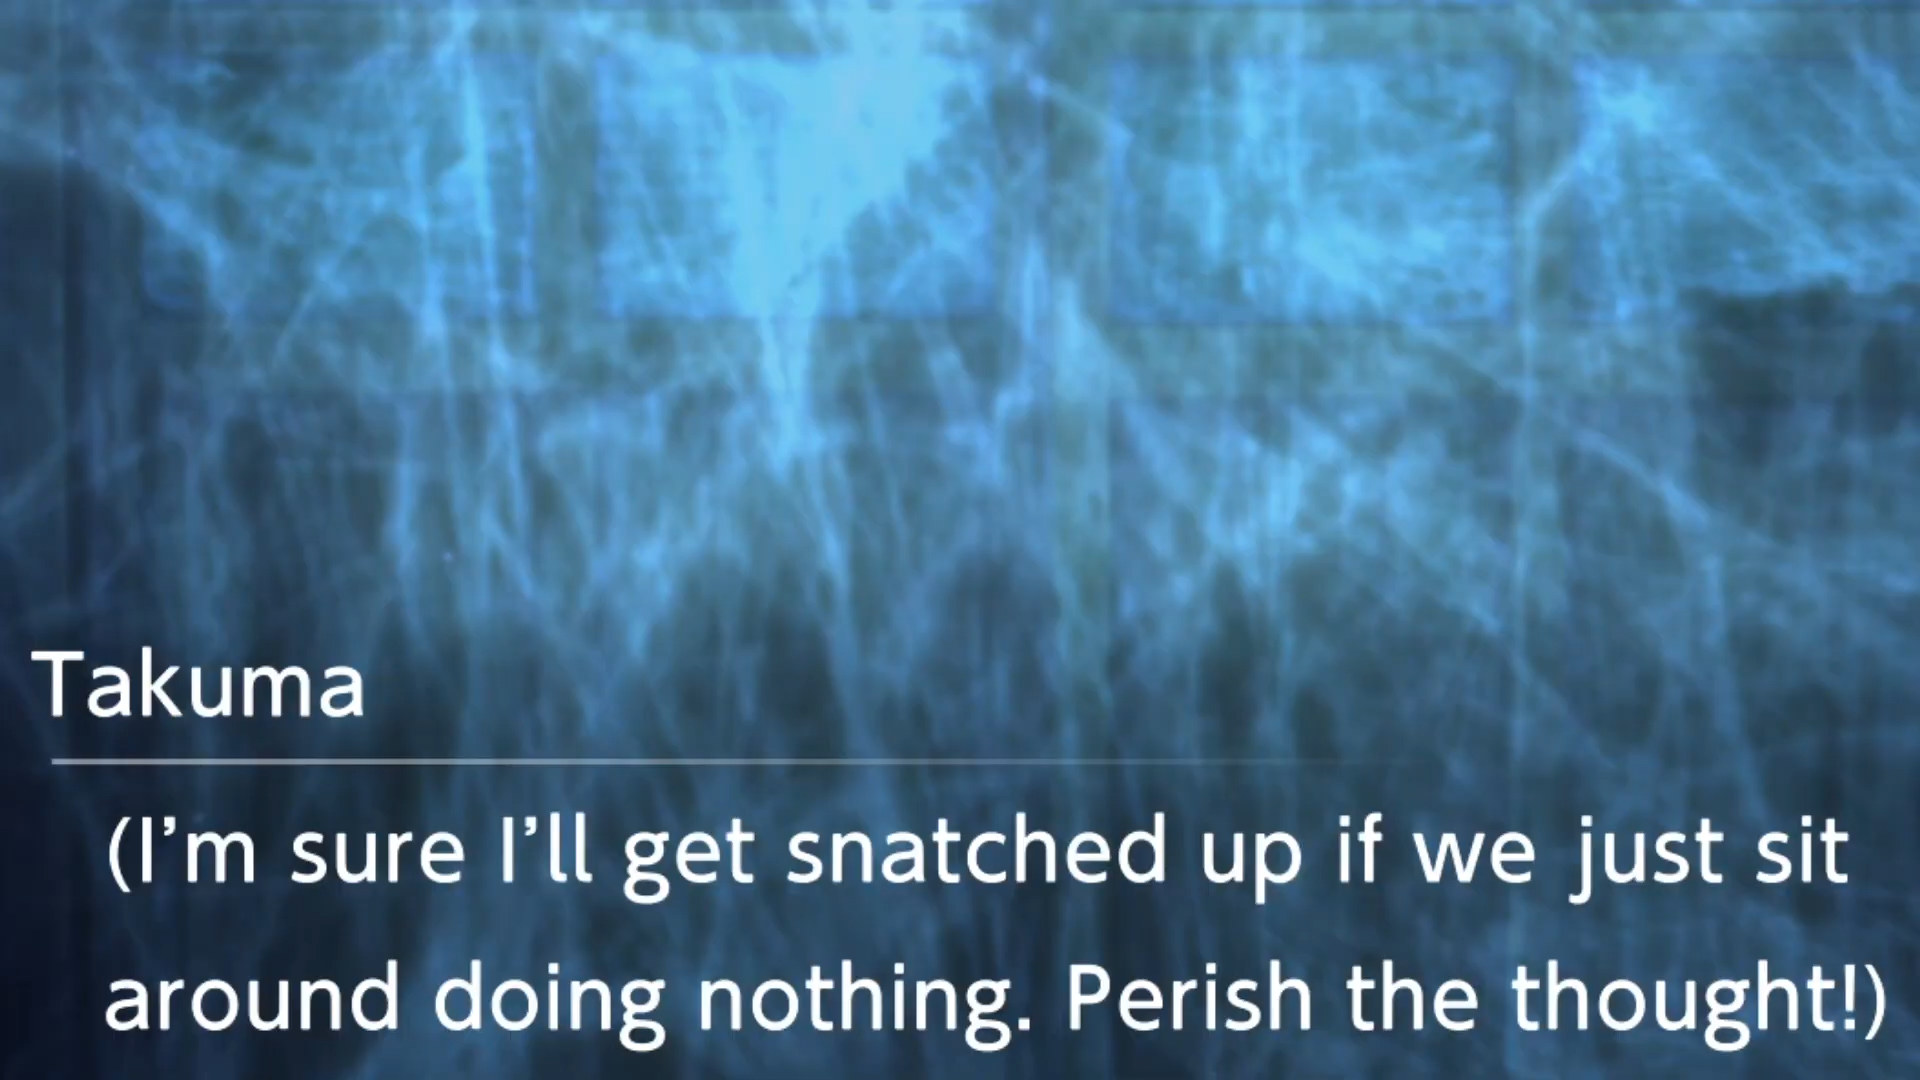 Takuma
(I’m sure I’ll get snatched up if we just sit
around doing nothing. Perish the thought!)